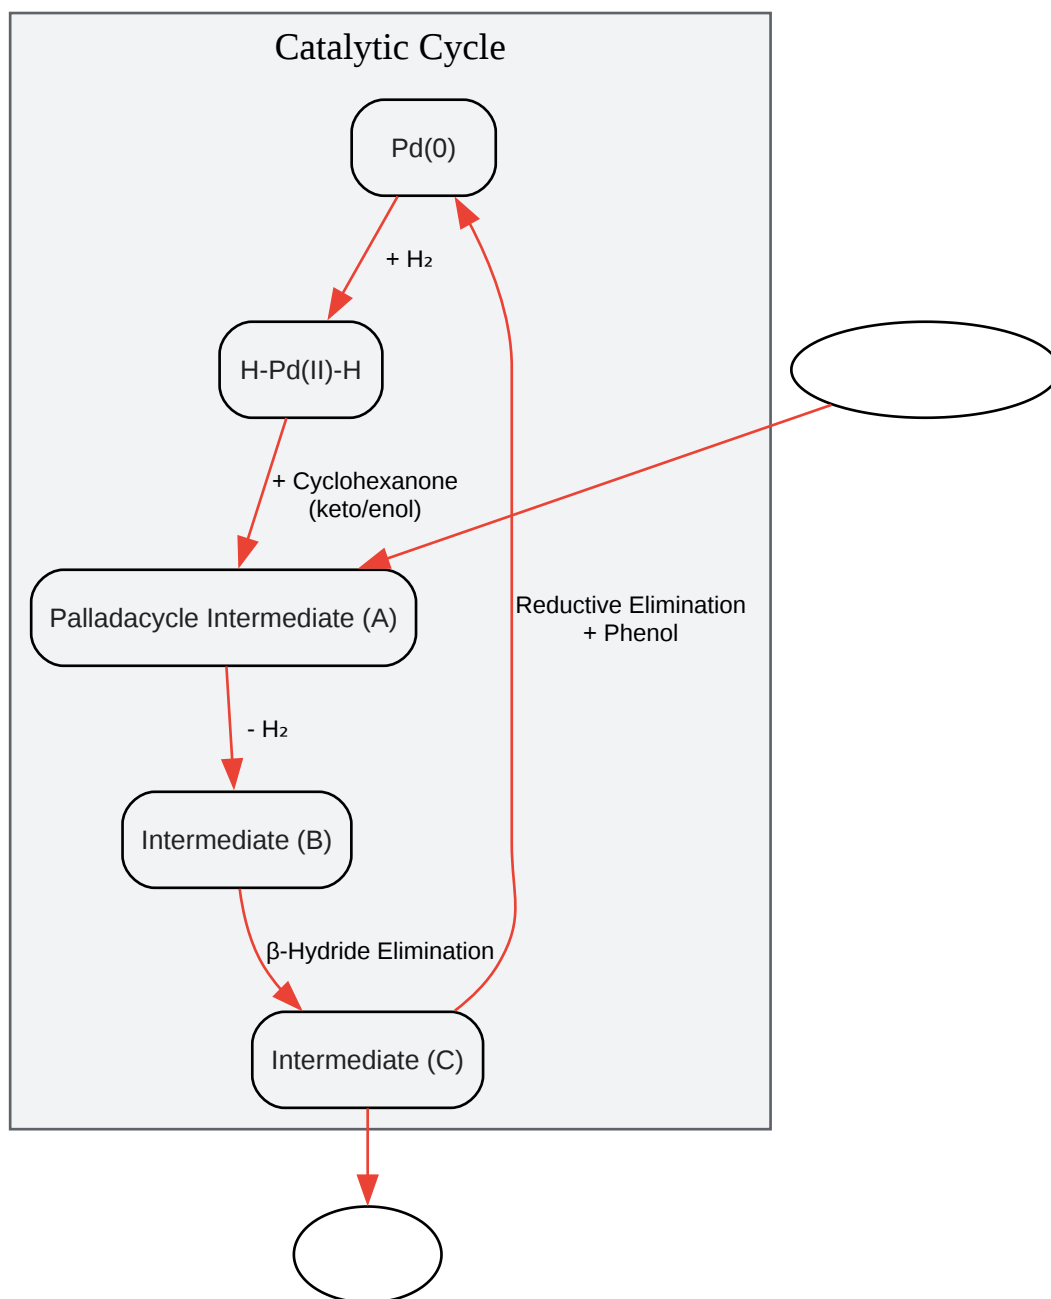 Catalytic Cycle
Pd(0)
+ H₂
H-Pd(II)-H
+ Cyclohexanone
(keto/enol)
Palladacycle Intermediate (A)
Reductive Elimination
+ Phenol
- H₂
Intermediate (B)
β-Hydride Elimination
Intermediate (C)